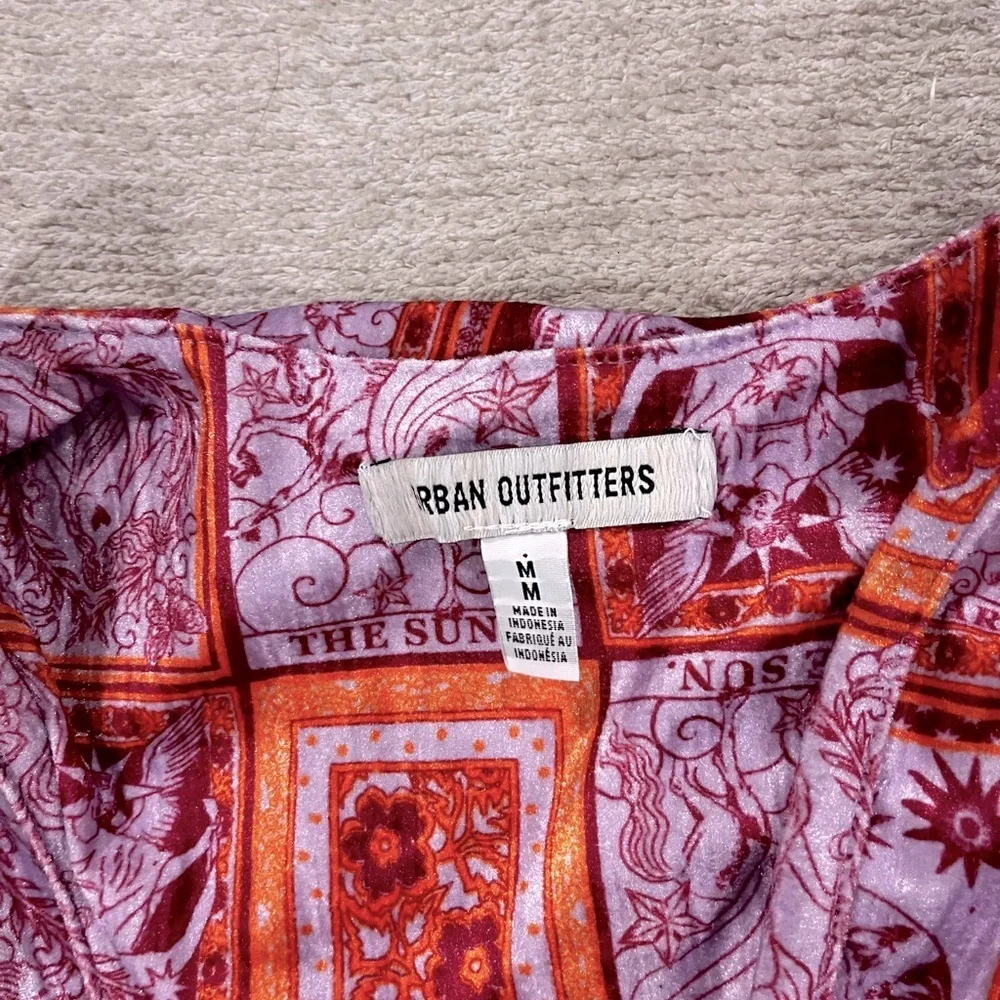 RBAN OUTFITTERS
M
M
MADE IN
INDONESIA
FABRIQUÉ AU
INDONÉSIA
THE SUN
SUN